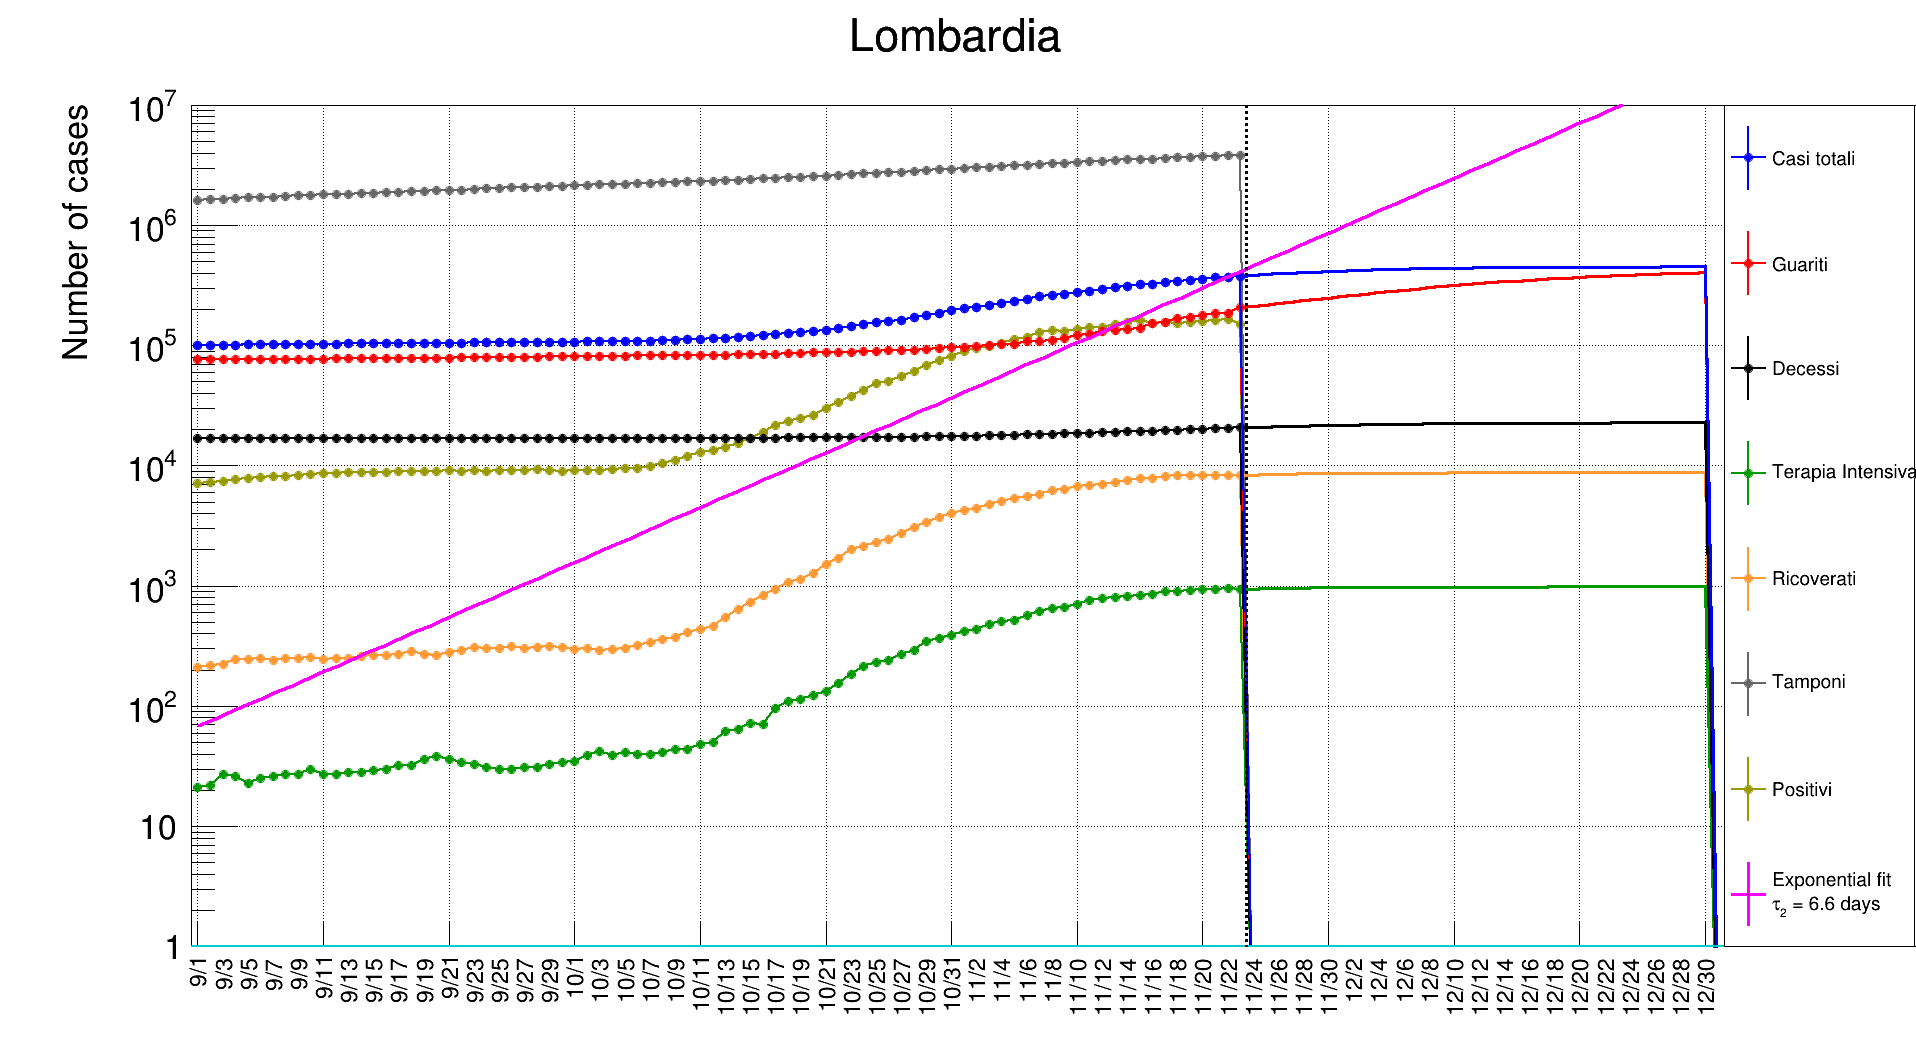 Lombardia
Number of cases
10^7
10^6
10^5
10^4
10^3
10^2
10
1
9/1 9/3 9/5 9/7 9/9 9/11 9/13 9/15 9/17 9/19 9/21 9/23 9/25 9/27 9/29 10/1 10/3 10/5 10/7 10/9 10/11 10/13 10/15 10/17 10/19 10/21 10/23 10/25 10/27 10/29 10/31 11/2 11/4 11/6 11/8 11/10 11/12 11/14 11/16 11/18 11/20 11/22 11/24 11/26 11/28 11/30 12/2 12/4 12/6 12/8 12/10 12/12 12/14 12/16 12/18 12/20 12/22 12/24 12/26 12/28 12/30
Casi totali
Guariti
Decessi
Terapia Intensiva
Ricoverati
Tamponi
Positivi
Exponential fit
τ_2 = 6.6 days